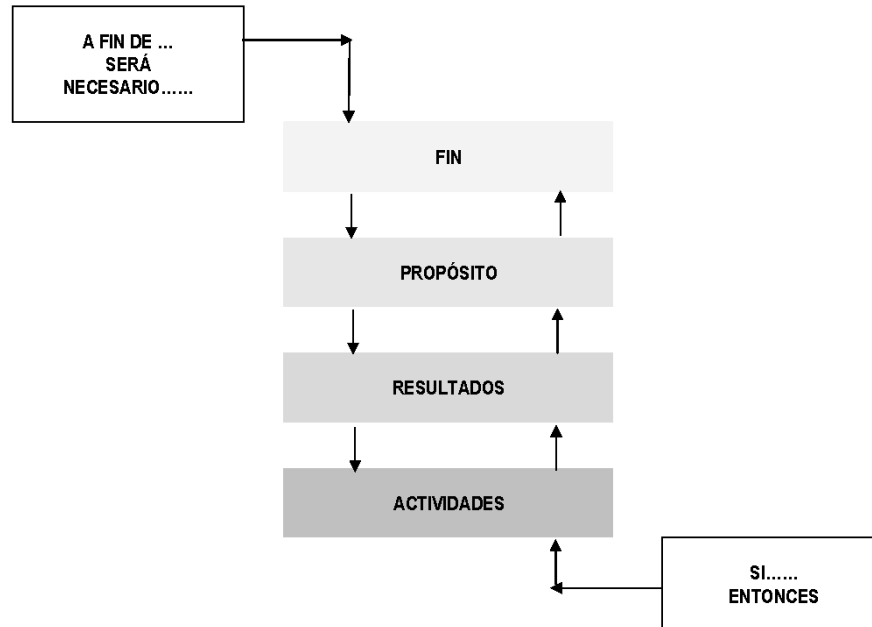 A FIN DE ...
SERÁ
NECESARIO......
FIN
PROPÓSITO
RESULTADOS
ACTIVIDADES
SI......
ENTONCES